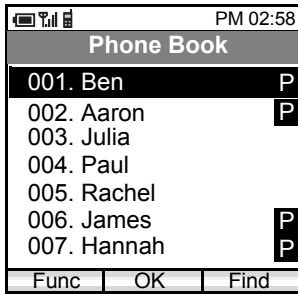 PM 02:58
Phone Book
001. Ben P
002. Aaron P
003. Julia
004. Paul
005. Rachel
006. James P
007. Hannah P
Func OK Find